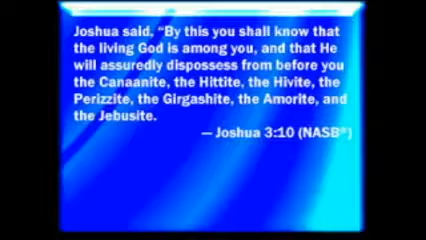 Joshua said, “By this you shall know that
the living God is among you, and that He
will assuredly dispossess from before you
the Canaanite, the Hittite, the Hivite, the
Perizzite, the Girgashite, the Amorite, and
the Jebusite.
— Joshua 3:10 (NASB®)